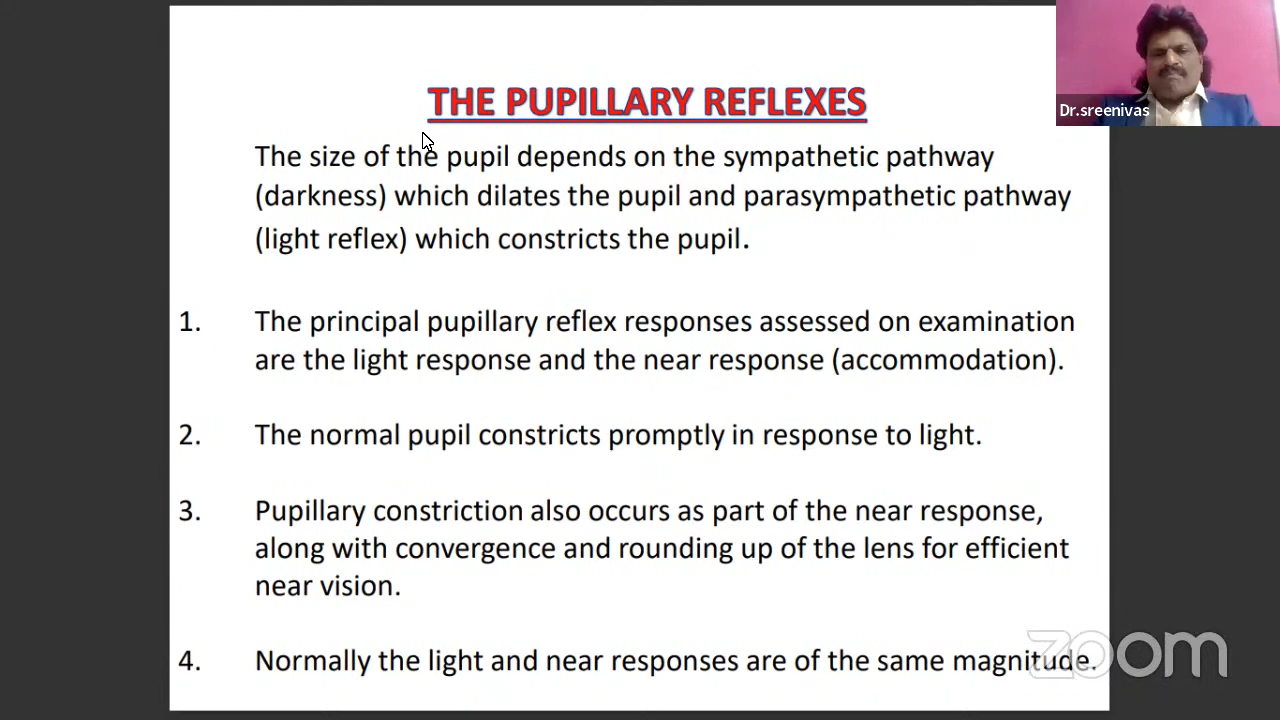 THE PUPILLARY REFLEXES
Dr.sreenivas
The size of the pupil depends on the sympathetic pathway
(darkness) which dilates the pupil and parasympathetic pathway
(light reflex) which constricts the pupil.
1. The principal pupillary reflex responses assessed on examination
are the light response and the near response (accommodation).
2. The normal pupil constricts promptly in response to light.
3. Pupillary constriction also occurs as part of the near response,
along with convergence and rounding up of the lens for efficient
near vision.
4. Normally the light and near responses are of the same magnitude.
zoom